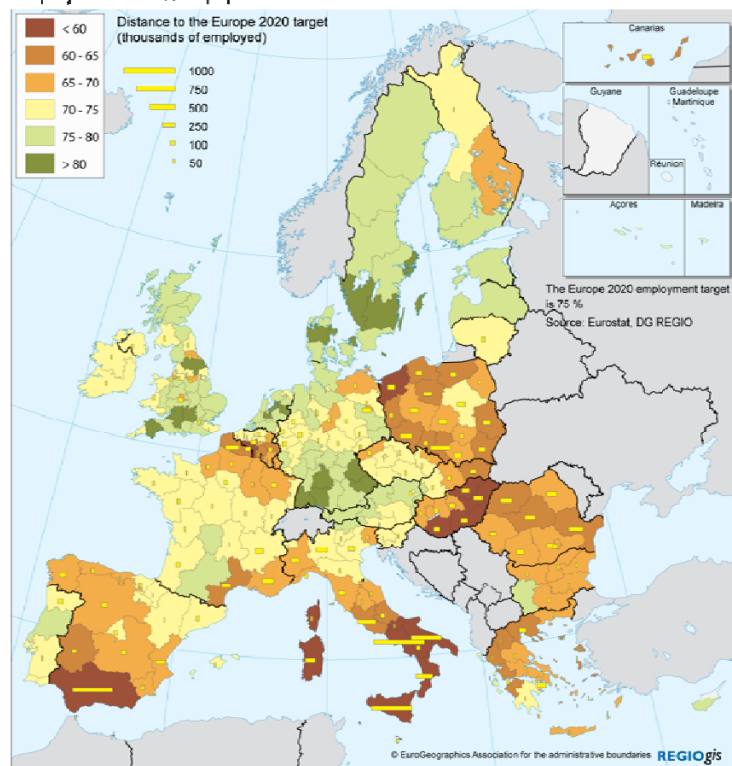 Distance to the Europe 2020 target
(thousands of employed)
< 60
60 - 65
65 - 70
70 - 75
75 - 80
> 80
1000
750
500
250
100
50
Canarias
Guyane
Guadeloupe
Martinique
Réunion
Açores
Madeira
The Europe 2020 employment target
is 75 %
Source: Eurostat, DG REGIO
© EuroGeographics Association for the administrative boundaries REGIOgis